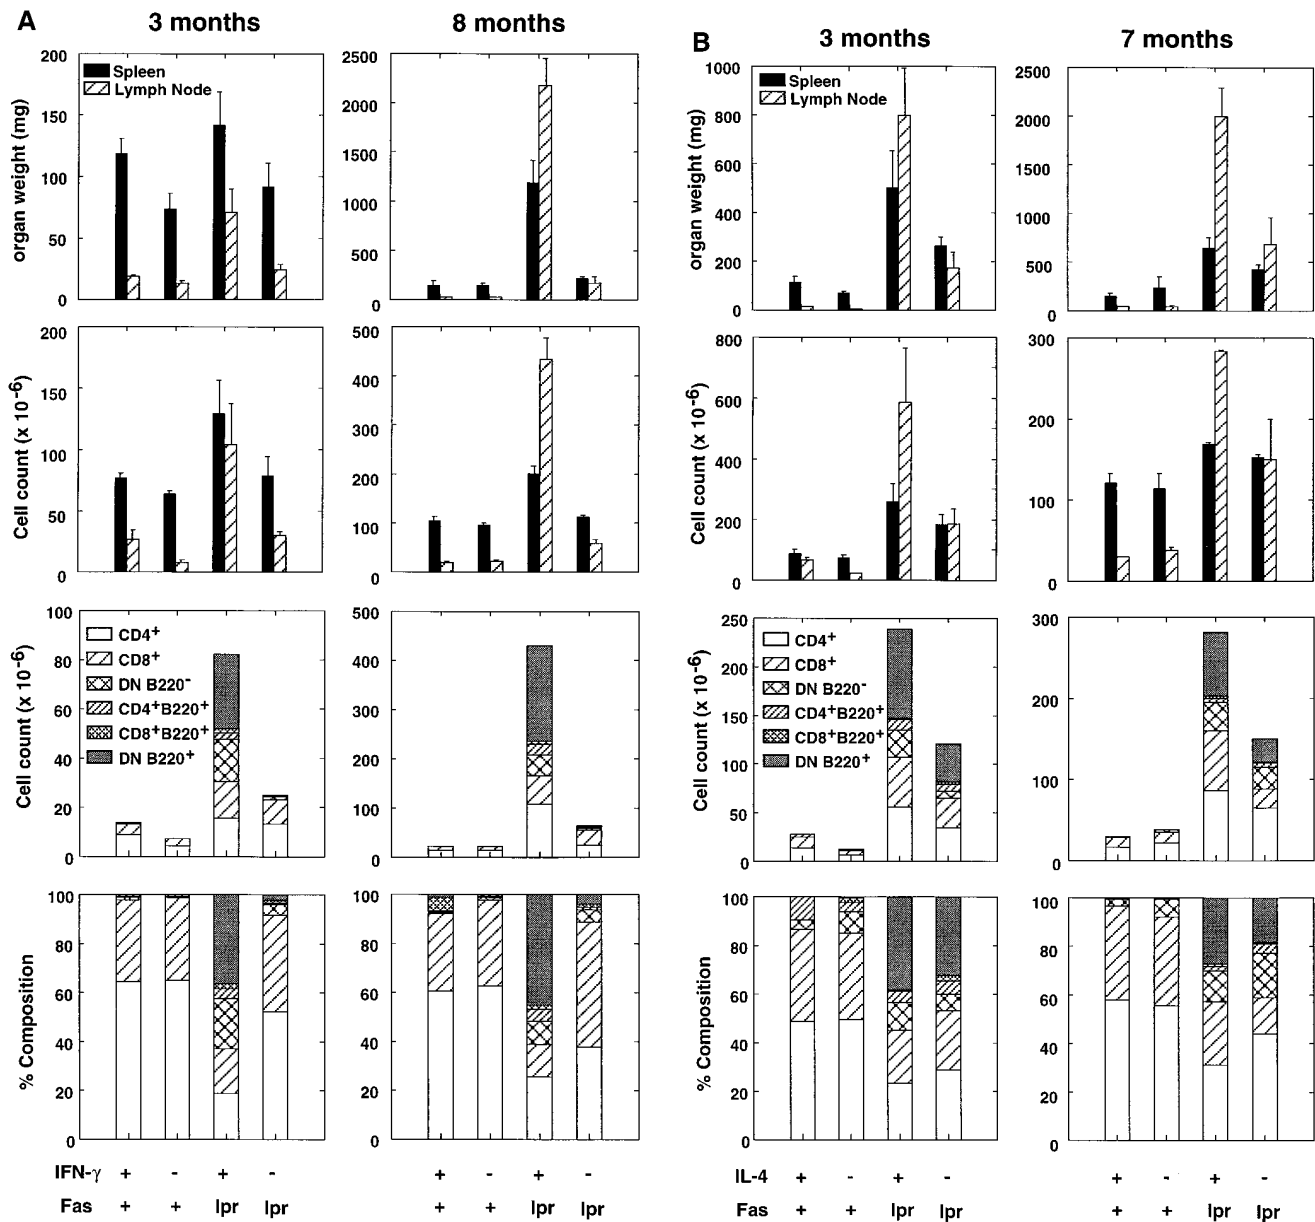 A
3 months
8 months
200
150
100
50
0
organ weight (mg)
Spleen
Lymph Node
2500
2000
1500
1000
500
0
200
150
100
50
0
Cell count (x 10-6)
500
400
300
200
100
0
100
80
60
40
20
0
Cell count (x 10-6)
CD4+
CD8+
DN B220-
CD4+B220+
CD8+B220+
DN B220+
500
400
300
200
100
0
100
80
60
40
20
0
% Composition
100
80
60
40
20
0
IFN-γ + - + - + - + -
Fas + + lpr lpr + + lpr lpr
B
3 months
7 months
1000
800
600
400
200
0
organ weight (mg)
Spleen
Lymph Node
2500
2000
1500
1000
500
0
800
600
400
200
0
Cell count (x 10-6)
300
200
100
0
250
200
150
100
50
0
Cell count (x 10-6)
CD4+
CD8+
DN B220-
CD4+B220+
CD8+B220+
DN B220+
300
200
100
0
100
80
60
40
20
0
% Composition
100
80
60
40
20
0
IL-4 + - + - + - + -
Fas + + lpr lpr + + lpr lpr